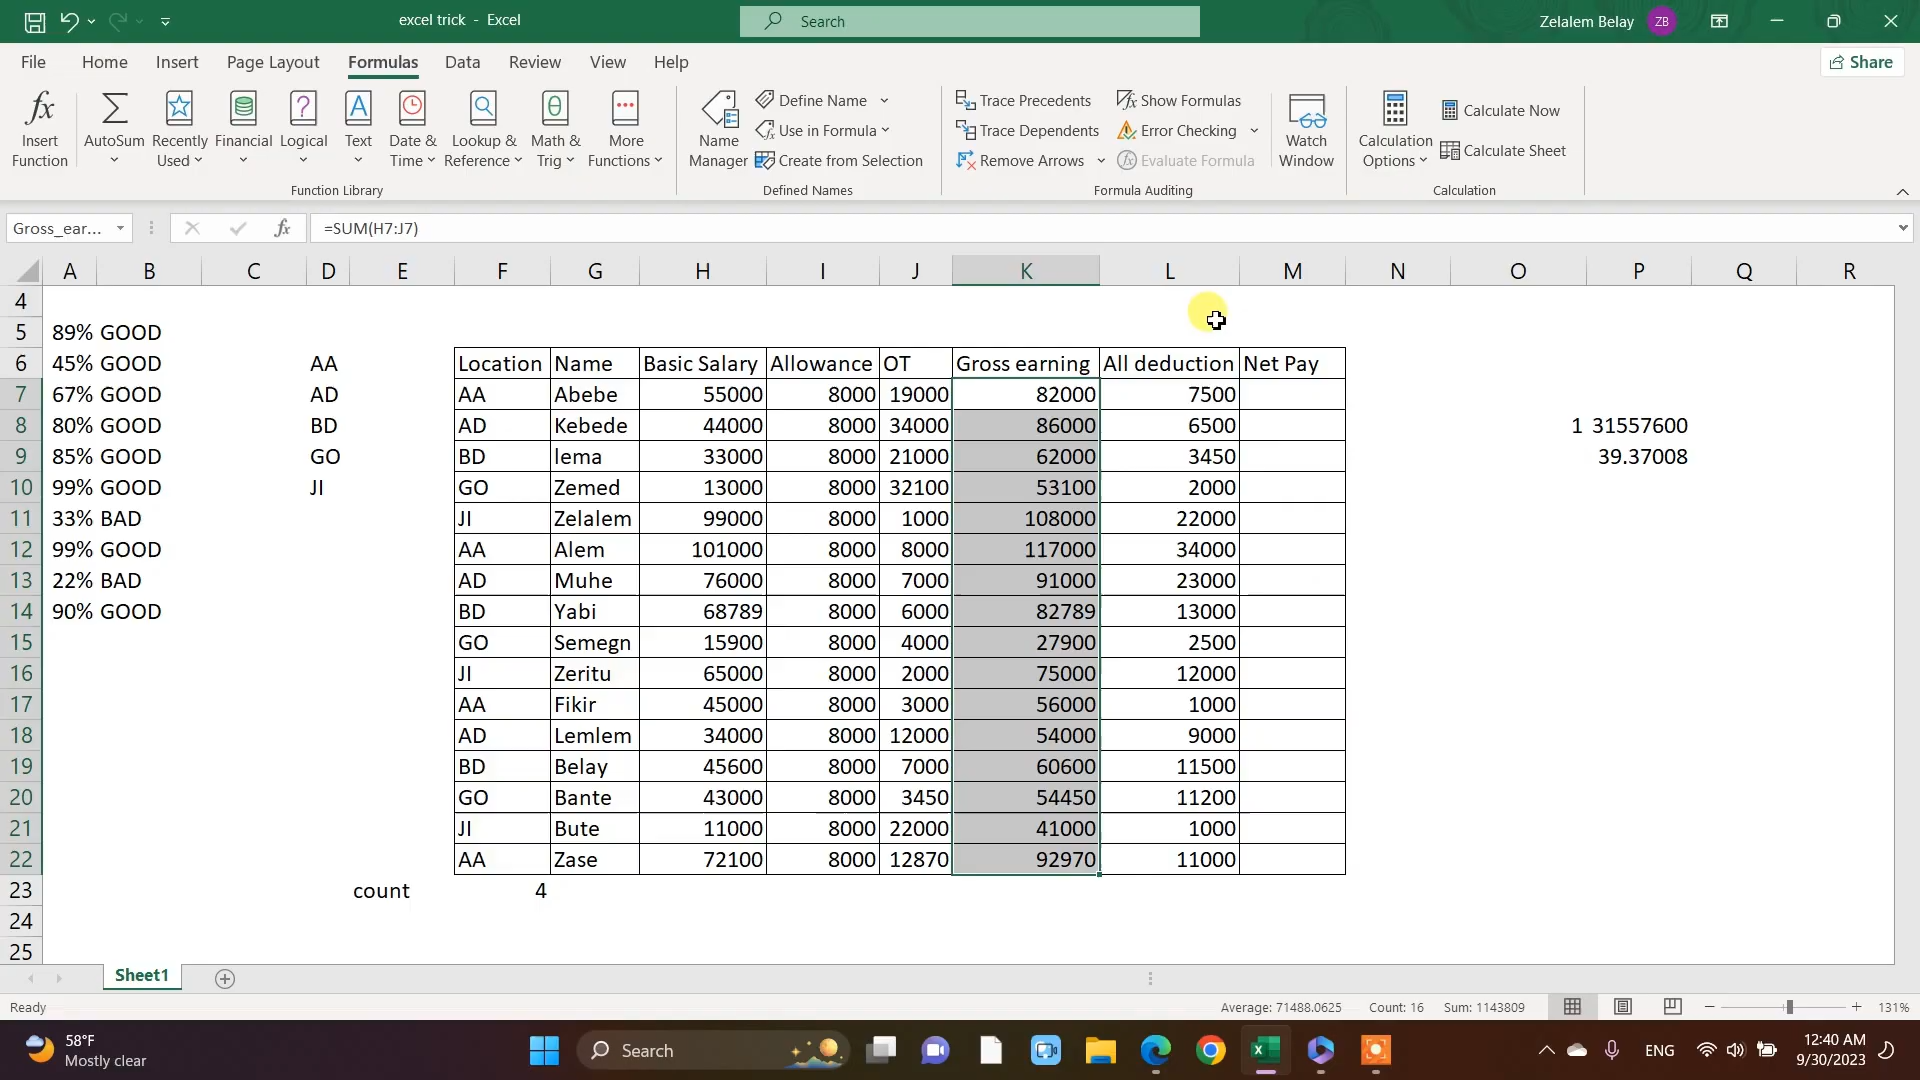 excel trick - Excel
Search
Zelalem Belay
ZB
File Home Insert Page Layout Formulas Data Review View Help
Share
Insert Function
AutoSum
Recently Used
Financial
Logical
Text
Date & Time
Lookup & Reference
Math & Trig
More Functions
Function Library
Name Manager
Define Name
Use in Formula
Create from Selection
Defined Names
Trace Precedents
Trace Dependents
Remove Arrows
Show Formulas
Error Checking
Evaluate Formula
Formula Auditing
Watch Window
Calculation Options
Calculate Now
Calculate Sheet
Calculation
Gross_ear...
fx =SUM(H7:J7)
A B C D E F G H I J K L M N O P Q R
4
5 89% GOOD
6 45% GOOD AA Location Name Basic Salary Allowance OT Gross earning All deduction Net Pay
7 67% GOOD AD AA Abebe 55000 8000 19000 82000 7500
8 80% GOOD BD AD Kebede 44000 8000 34000 86000 6500 1 31557600
9 85% GOOD GO BD lema 33000 8000 21000 62000 3450 39.37008
10 99% GOOD JI GO Zemed 13000 8000 32100 53100 2000
11 33% BAD JI Zelalem 99000 8000 1000 108000 22000
12 99% GOOD AA Alem 101000 8000 8000 117000 34000
13 22% BAD AD Muhe 76000 8000 7000 91000 23000
14 90% GOOD BD Yabi 68789 8000 6000 82789 13000
15 GO Semegn 15900 8000 4000 27900 2500
16 JI Zeritu 65000 8000 2000 75000 12000
17 AA Fikir 45000 8000 3000 56000 1000
18 AD Lemlem 34000 8000 12000 54000 9000
19 BD Belay 45600 8000 7000 60600 11500
20 GO Bante 43000 8000 3450 54450 11200
21 JI Bute 11000 8000 22000 41000 1000
22 AA Zase 72100 8000 12870 92970 11000
23 count 4
24
25
Sheet1
Ready
Average: 71488.0625 Count: 16 Sum: 1143809
131%
58°F
Mostly clear
Search
ENG
12:40 AM
9/30/2023